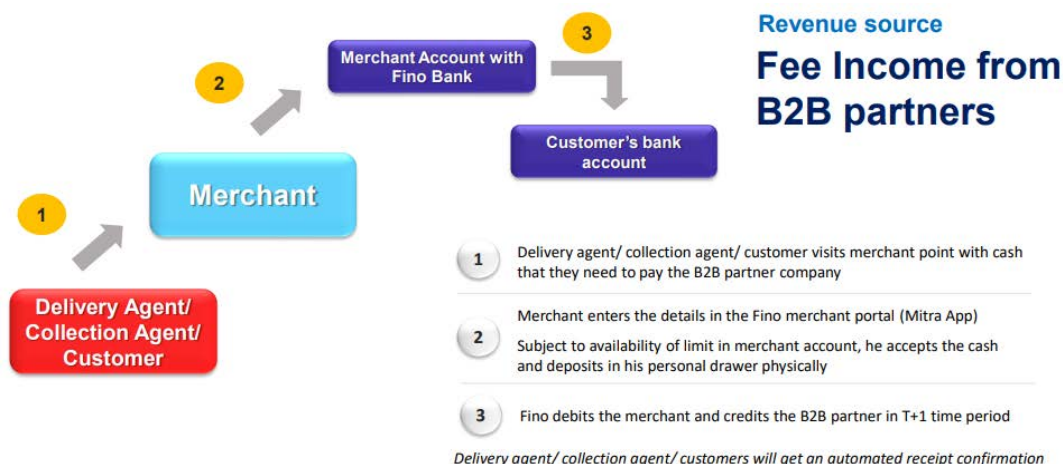 Revenue source
Fee Income from
B2B partners
3
Merchant Account with
Fino Bank
2
Customer's bank
account
Merchant
1
Delivery Agent/
Collection Agent/
Customer
1
Delivery agent/ collection agent/ customer visits merchant point with cash
that they need to pay the B2B partner company
2
Merchant enters the details in the Fino merchant portal (Mitra App)
Subject to availability of limit in merchant account, he accepts the cash
and deposits in his personal drawer physically
3
Fino debits the merchant and credits the B2B partner in T+1 time period
Delivery agent/ collection agent/ customers will get an automated receipt confirmation